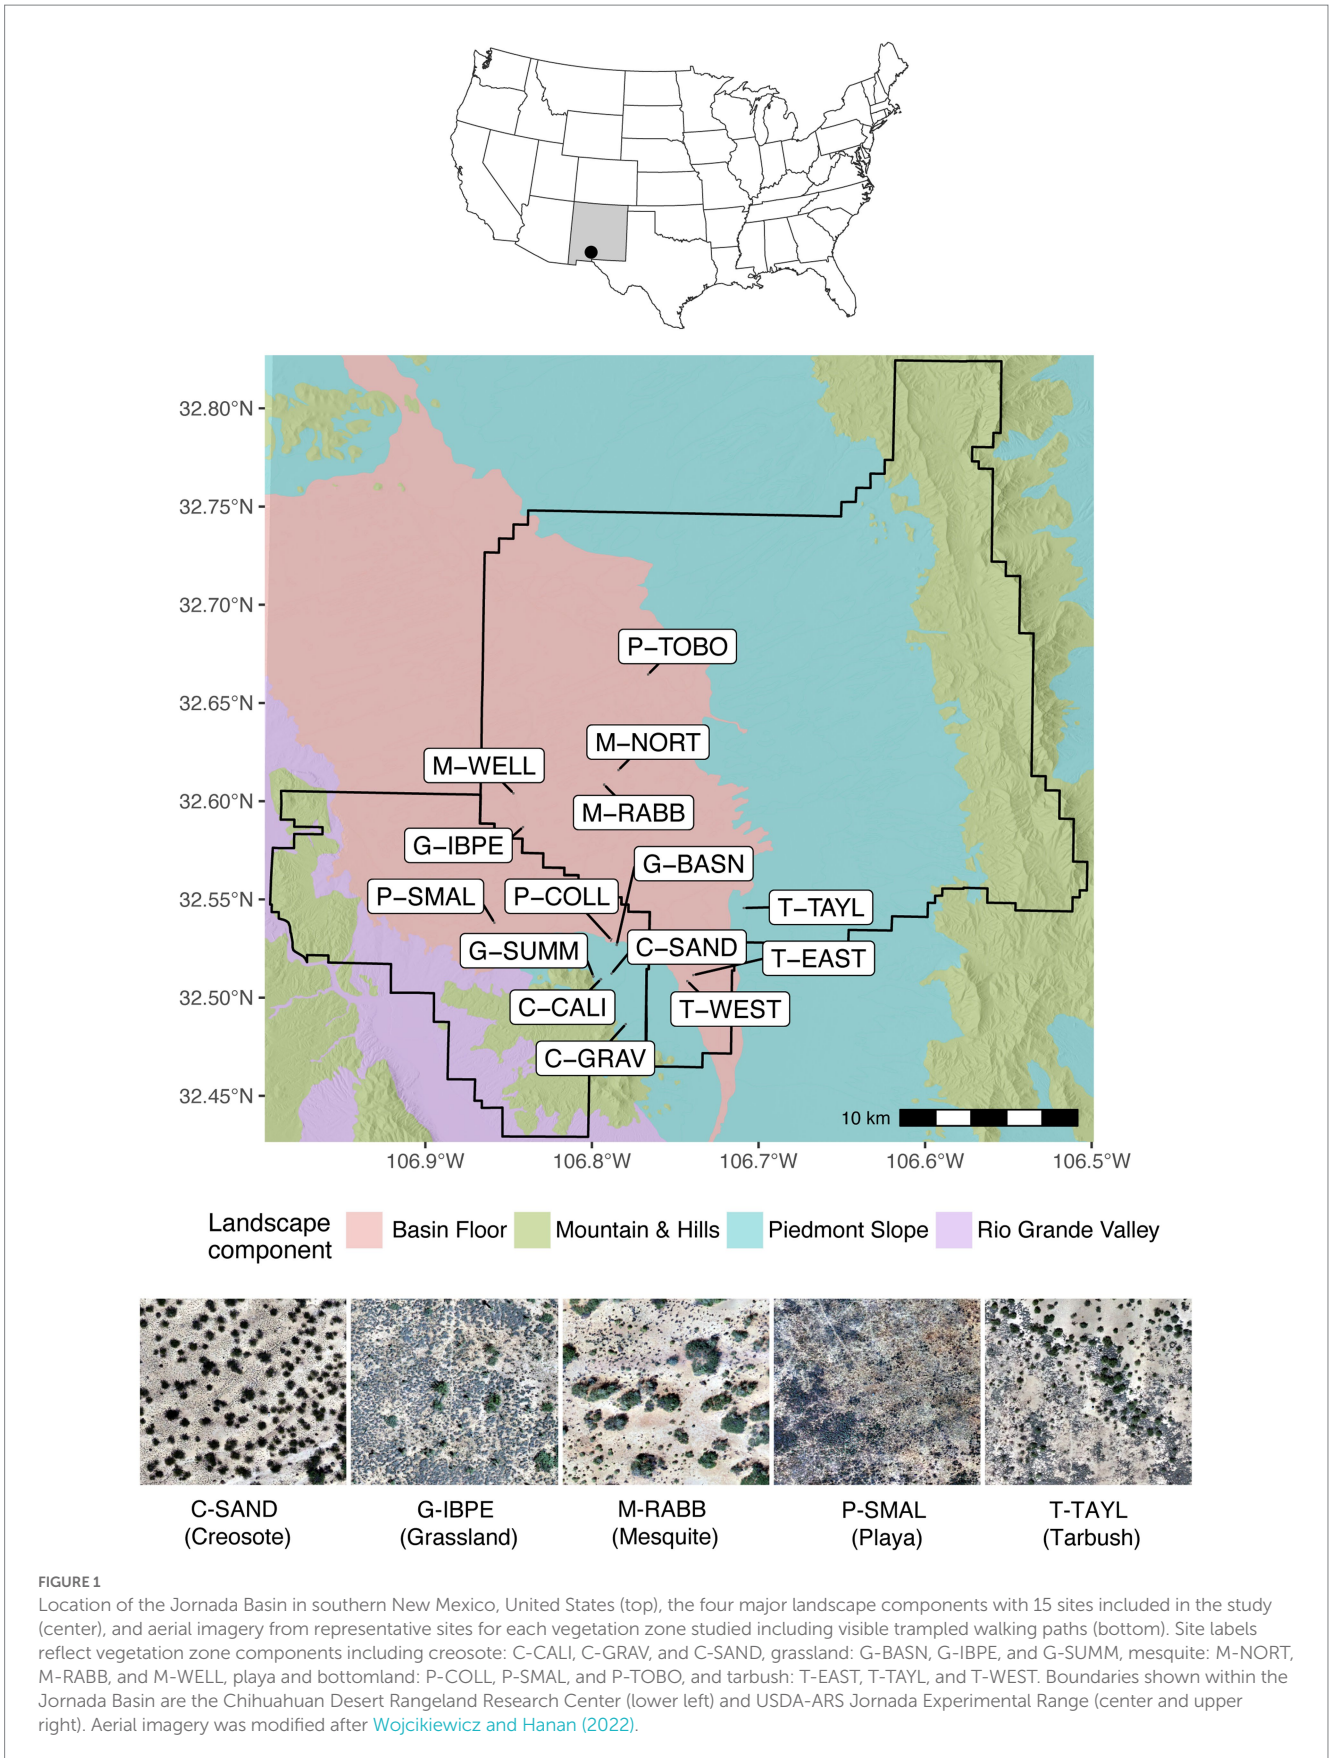 32.80°N
32.75°N
32.70°N
32.65°N
32.60°N
32.55°N
32.50°N
32.45°N
P−TOBO
M−NORT
M−WELL
M−RABB
G−IBPE
G−BASN
P−SMAL
P−COLL
T−TAYL
G−SUMM
C−SAND
T−EAST
C−CALI
T−WEST
C−GRAV
10 km
106.9°W
106.8°W
106.7°W
106.6°W
106.5°W
Landscape
component
Basin Floor
Mountain & Hills
Piedmont Slope
Rio Grande Valley
C-SAND
(Creosote)
G-IBPE
(Grassland)
M-RABB
(Mesquite)
P-SMAL
(Playa)
T-TAYL
(Tarbush)
FIGURE 1
Location of the Jornada Basin in southern New Mexico, United States (top), the four major landscape components with 15 sites included in the study
(center), and aerial imagery from representative sites for each vegetation zone studied including visible trampled walking paths (bottom). Site labels
reflect vegetation zone components including creosote: C-CALI, C-GRAV, and C-SAND, grassland: G-BASN, G-IBPE, and G-SUMM, mesquite: M-NORT,
M-RABB, and M-WELL, playa and bottomland: P-COLL, P-SMAL, and P-TOBO, and tarbush: T-EAST, T-TAYL, and T-WEST. Boundaries shown within the
Jornada Basin are the Chihuahuan Desert Rangeland Research Center (lower left) and USDA-ARS Jornada Experimental Range (center and upper
right). Aerial imagery was modified after Wojcikiewicz and Hanan (2022).